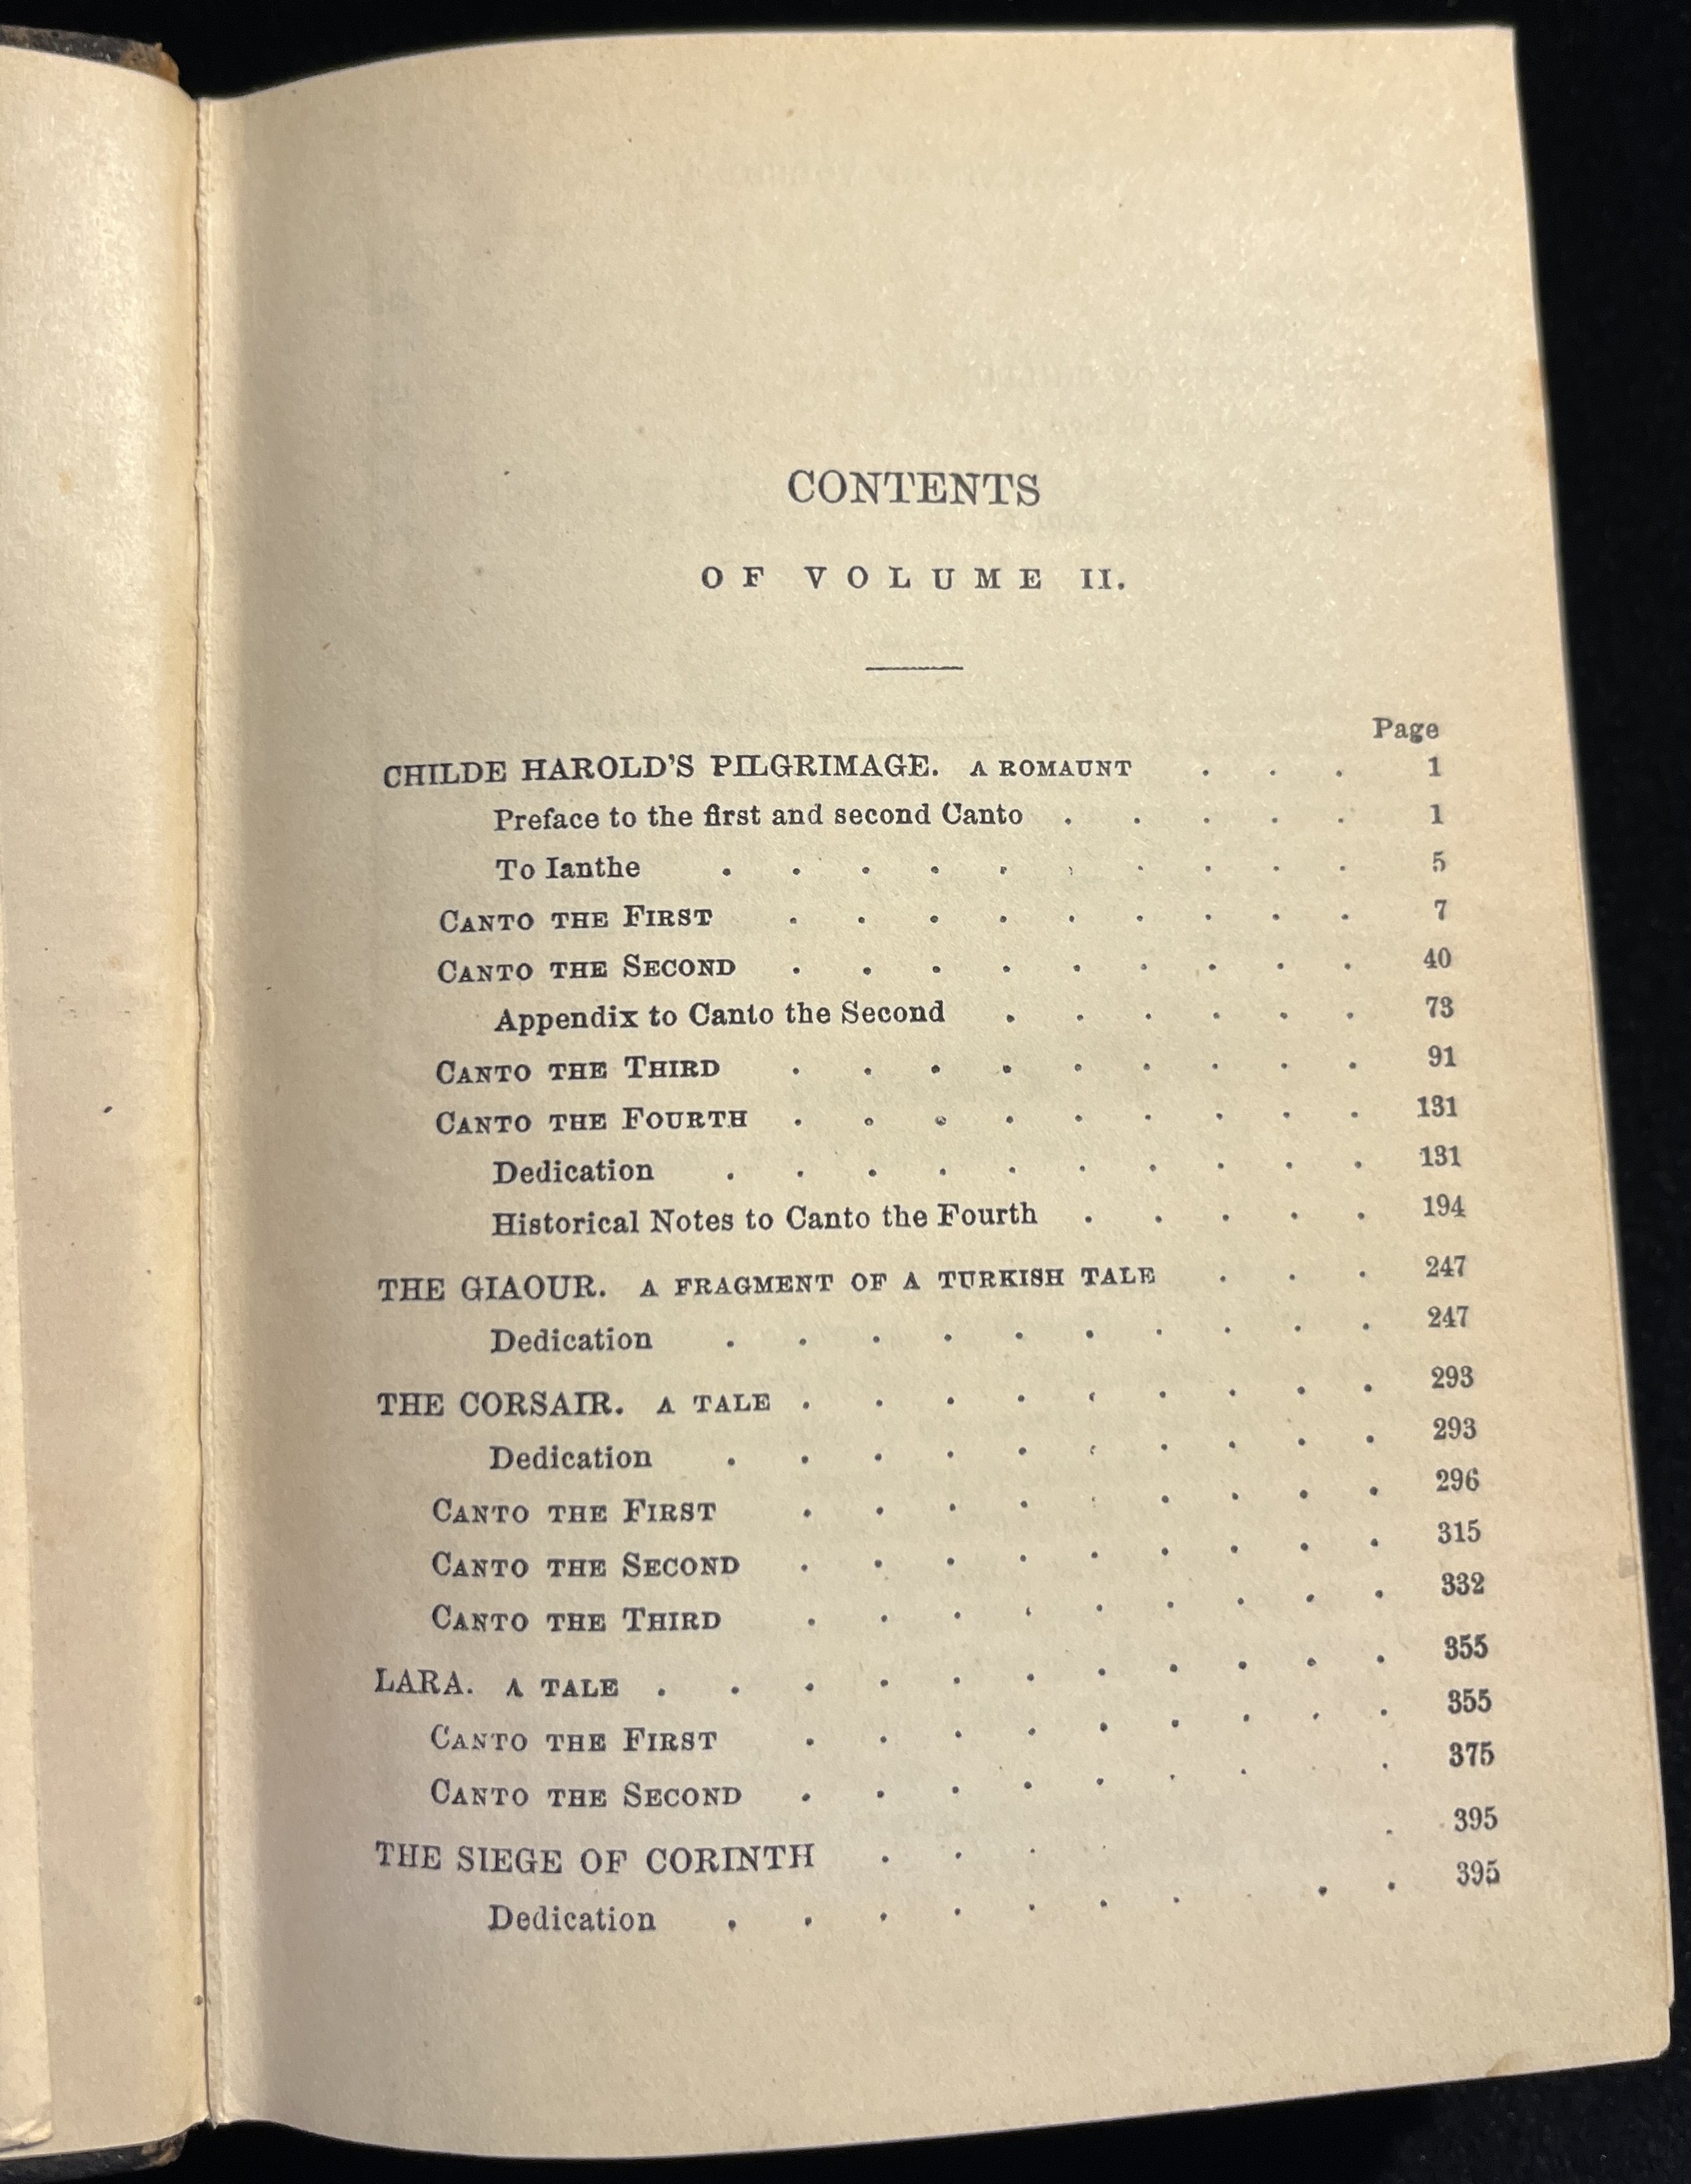 CONTENTS
OF VOLUME II.
Page
CHILDE HAROLD'S PILGRIMAGE. A ROMAUNT . . . 1
Preface to the first and second Canto . . . . . 1
To Ianthe . . . . . . . . . . 5
CANTO THE FIRST . . . . . . . . . 7
CANTO THE SECOND . . . . . . . . . 40
Appendix to Canto the Second . . . . . . 73
CANTO THE THIRD . . . . . . . . . 91
CANTO THE FOURTH . . . . . . . . . 131
Dedication . . . . . . . . . . 131
Historical Notes to Canto the Fourth . . . . . 194
THE GIAOUR. A FRAGMENT OF A TURKISH TALE . . . 247
Dedication . . . . . . . . . . 247
THE CORSAIR. A TALE . . . . . . . . . 293
Dedication . . . . . . . . . . 293
CANTO THE FIRST . . . . . . . . . 296
CANTO THE SECOND . . . . . . . . . 315
CANTO THE THIRD . . . . . . . . . 332
LARA. A TALE . . . . . . . . . . . 355
CANTO THE FIRST . . . . . . . . . 355
CANTO THE SECOND . . . . . . . . 375
THE SIEGE OF CORINTH . . . . . 395
Dedication . . . . . . . . . 395